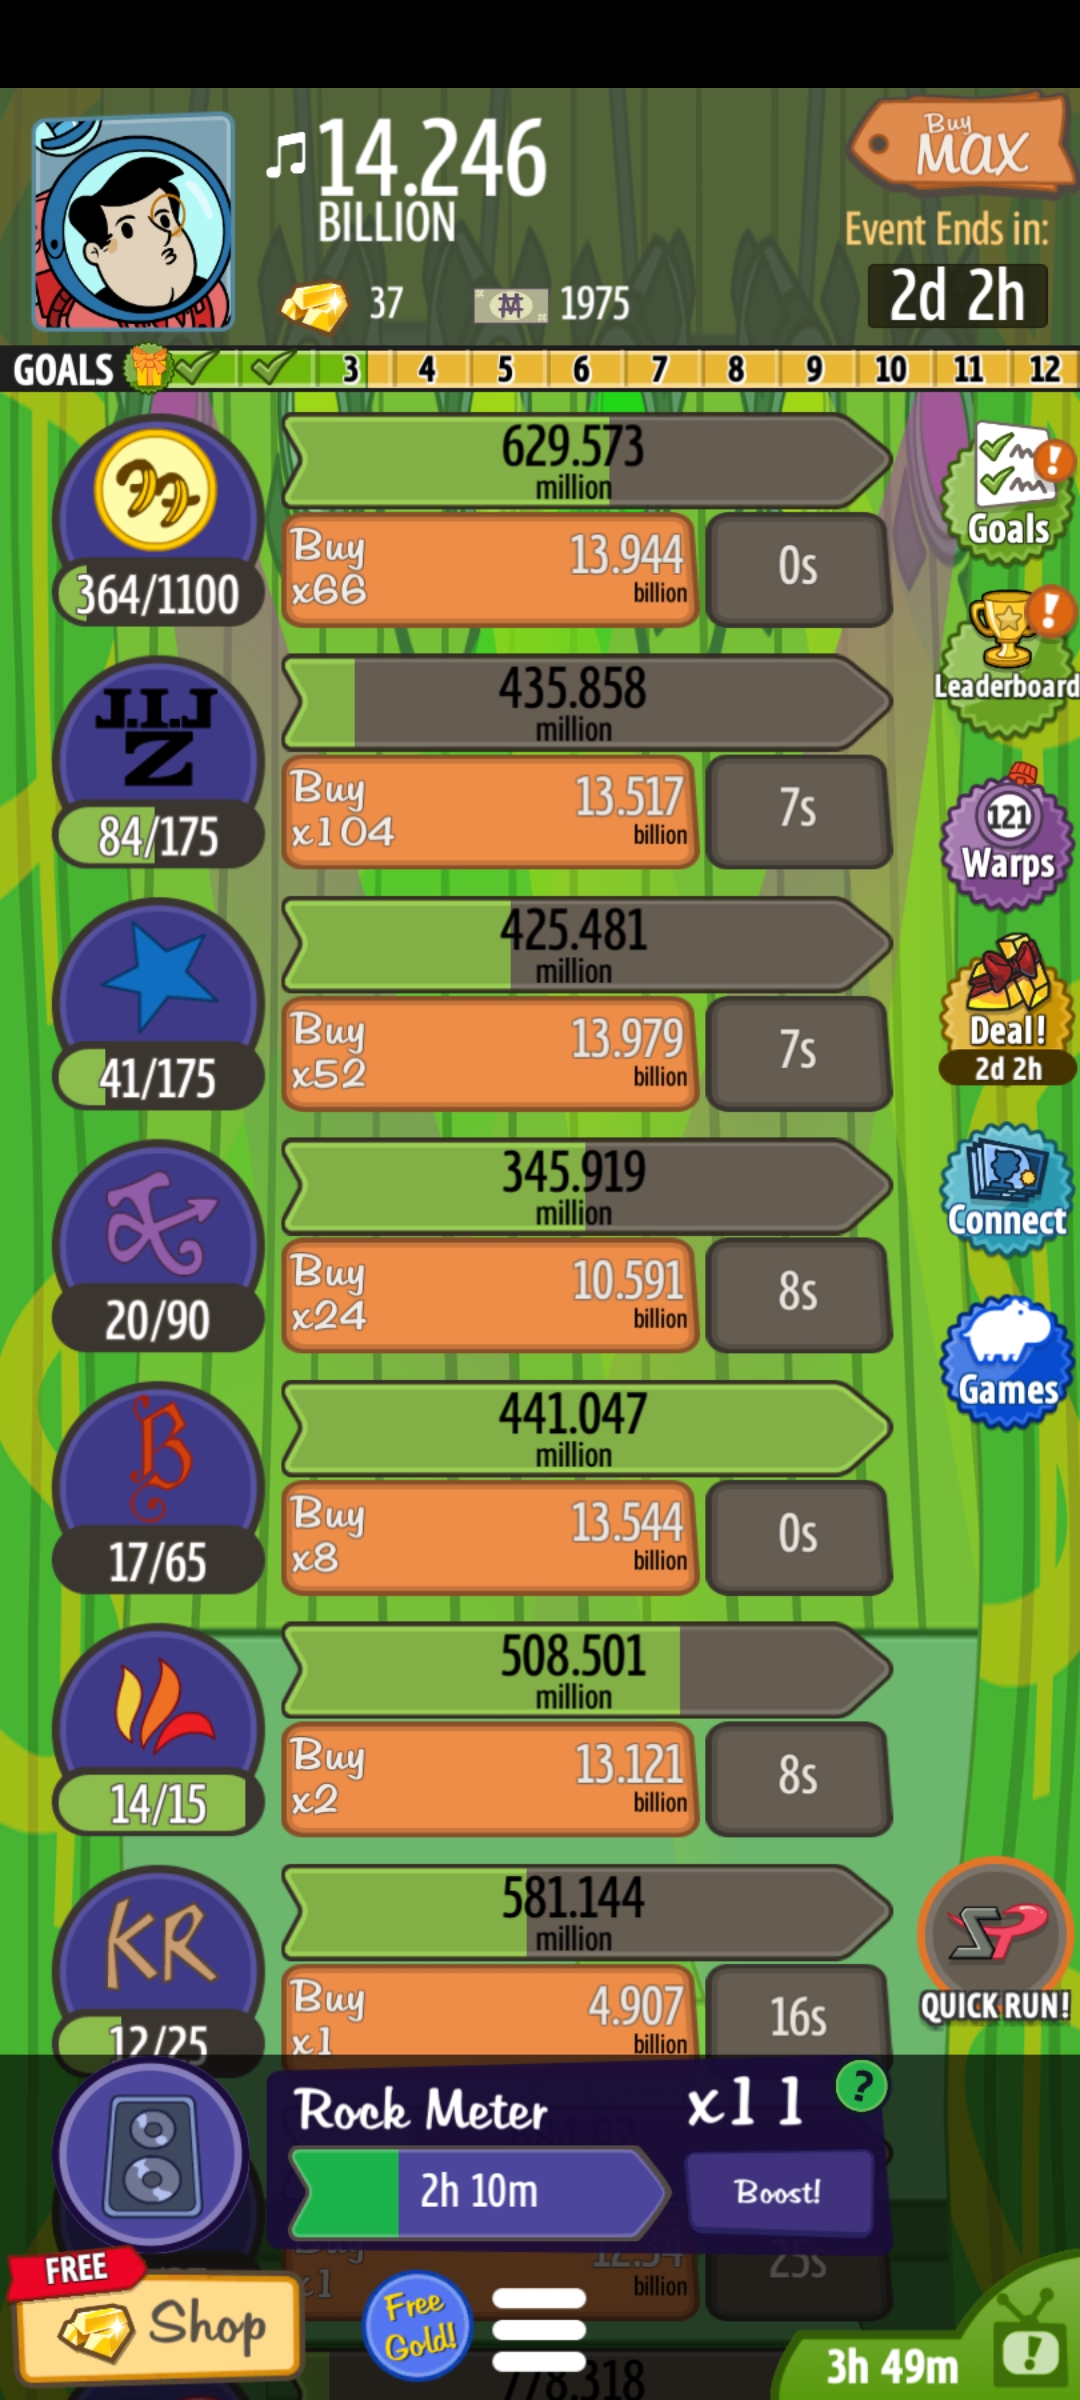 14.246
BILLION
Buy
MAX
Event Ends in:
2d 2h
37
1975
GOALS 3 4 5 6 7 8 9 10 11 12
629.573
million
Buy
x66
13.944
billion
0s
364/1100
Goals
J.I.J
Z
435.858
million
Buy
x104
13.517
billion
7s
84/175
Leaderboard
121
Warps
425.481
million
Buy
x52
13.979
billion
7s
41/175
Deal!
2d 2h
345.919
million
Buy
x24
10.591
billion
8s
20/90
Connect
B
441.047
million
Buy
x8
13.544
billion
0s
17/65
Games
508.501
million
Buy
x2
13.121
billion
8s
14/15
KR
581.144
million
Buy
x1
4.907
billion
16s
12/25
QUICK RUN!
Rock Meter
x11
?
2h 10m
Boost!
Buy
x1
12.34
billion
25s
FREE
Shop
Free
Gold!
778.318
3h 49m